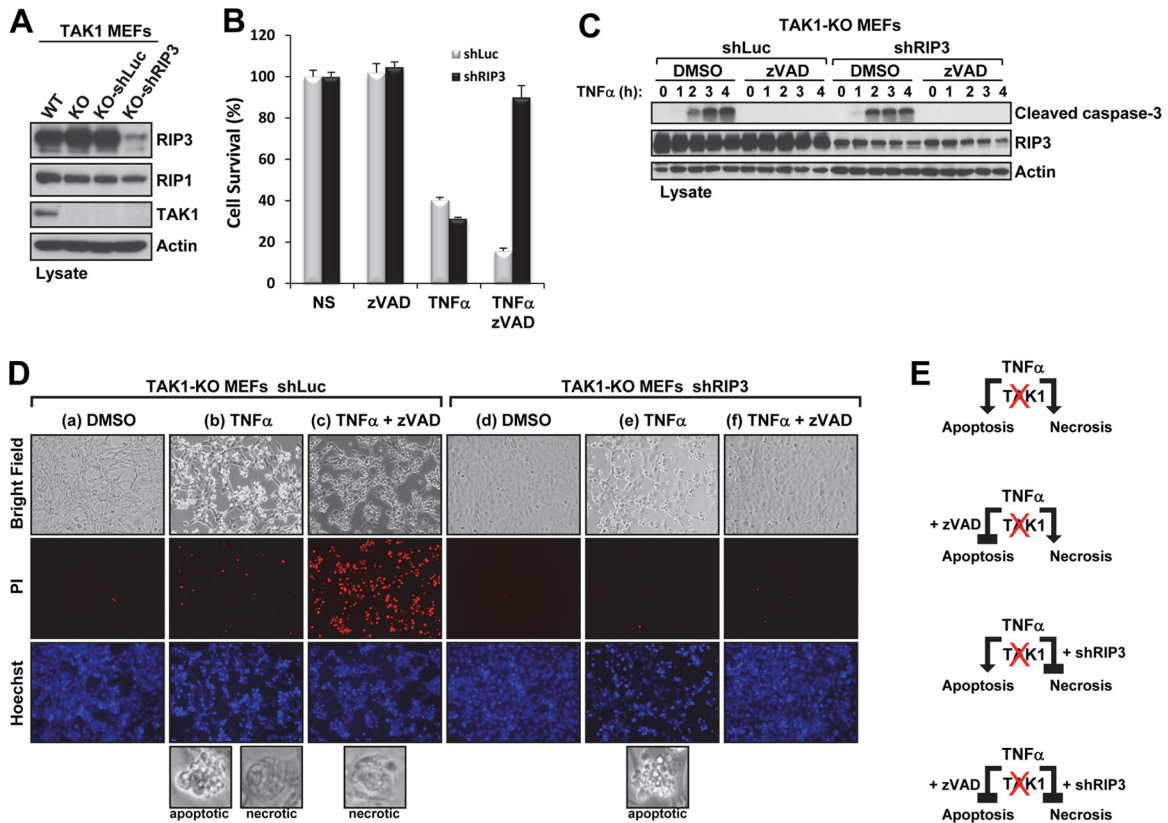 A
TAK1 MEFs
WT
KO
KO-shLuc
KO-shRIP3
RIP3
RIP1
TAK1
Actin
Lysate
B
Cell Survival (%)
120
100
80
60
40
20
0
shLuc
shRIP3
NS
zVAD
TNFα
TNFα
zVAD
C
TAK1-KO MEFs
shLuc shRIP3
DMSO zVAD DMSO zVAD
TNFα (h): 0 1 2 3 4 0 1 2 3 4 0 1 2 3 4 0 1 2 3 4
Cleaved caspase-3
RIP3
Actin
Lysate
D
TAK1-KO MEFs shLuc TAK1-KO MEFs shRIP3
(a) DMSO (b) TNFα (c) TNFα + zVAD (d) DMSO (e) TNFα (f) TNFα + zVAD
Bright Field
PI
Hoechst
apoptotic necrotic necrotic apoptotic
E
TNFα
TAK1
Apoptosis Necrosis
TNFα
+ zVAD TAK1
Apoptosis Necrosis
TNFα
TAK1 + shRIP3
Apoptosis Necrosis
TNFα
+ zVAD TAK1 + shRIP3
Apoptosis Necrosis